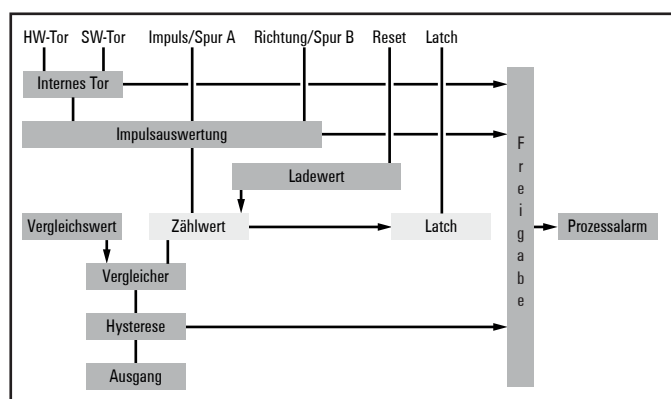 HW-Tor SW-Tor Impuls/Spur A Richtung/Spur B Reset Latch
Internes Tor
Impulsauswertung
Ladewert
Vergleichswert Zählwert Latch
Vergleicher
Hysterese
Ausgang
Freigabe
Prozessalarm